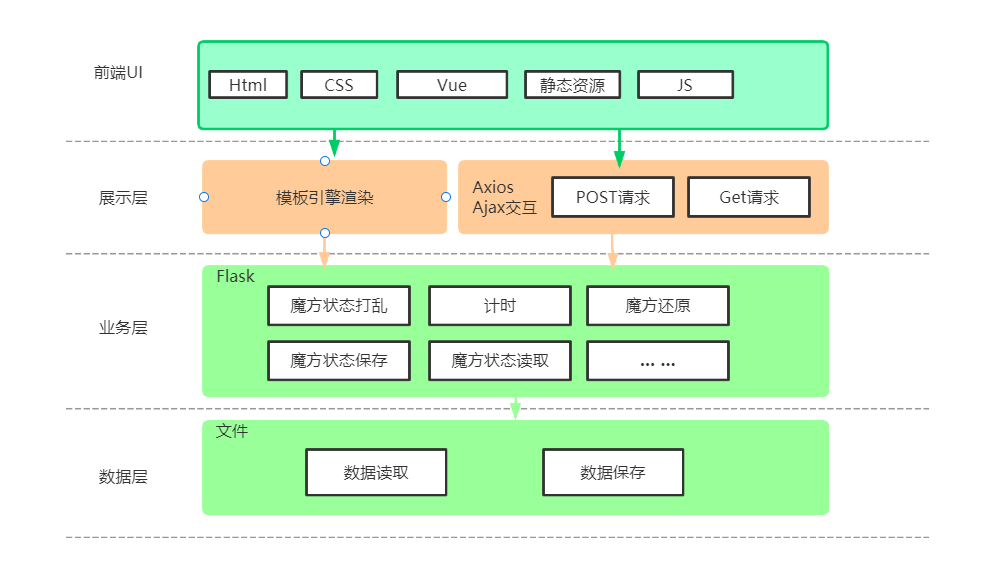 前端UI
Html
CSS
Vue
静态资源
JS
展示层
模板引擎渲染
Axios
Ajax交互
POST请求
Get请求
业务层
Flask
魔方状态打乱
计时
魔方还原
魔方状态保存
魔方状态读取
... ...
数据层
文件
数据读取
数据保存